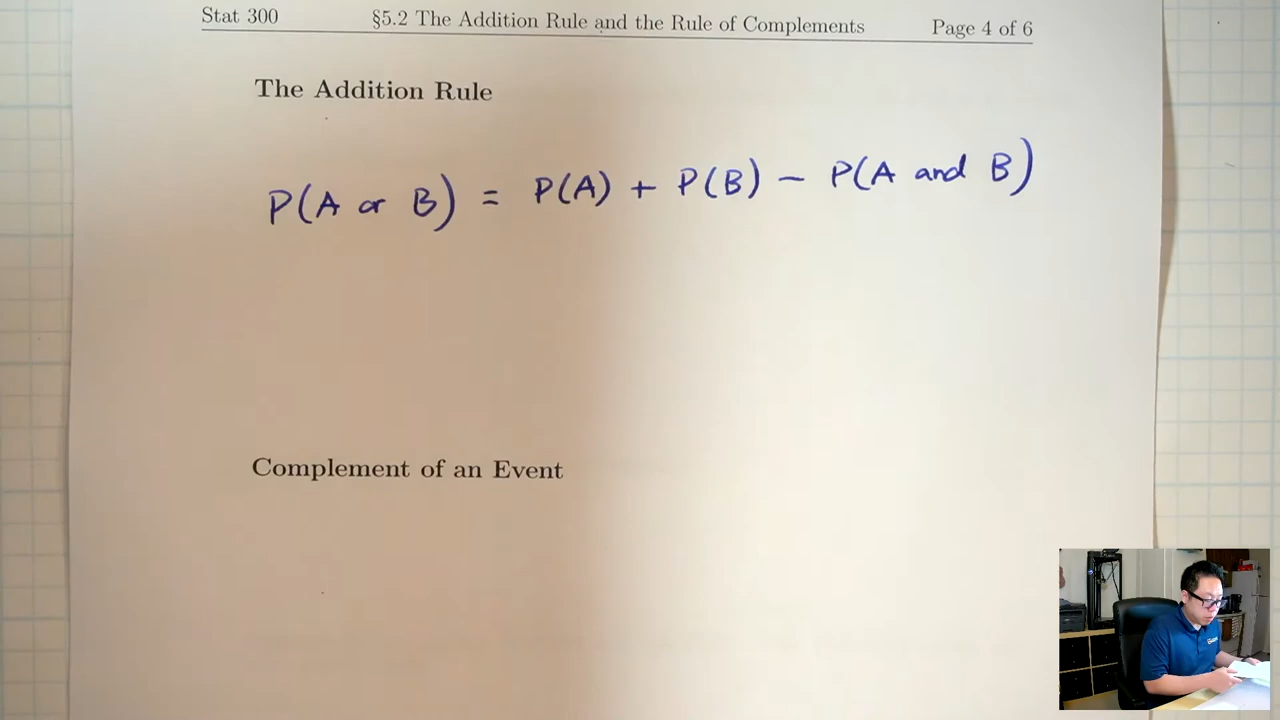 Stat 300 §5.2 The Addition Rule and the Rule of Complements Page 4 of 6
The Addition Rule
P(A or B) = P(A) + P(B) − P(A and B)
Complement of an Event